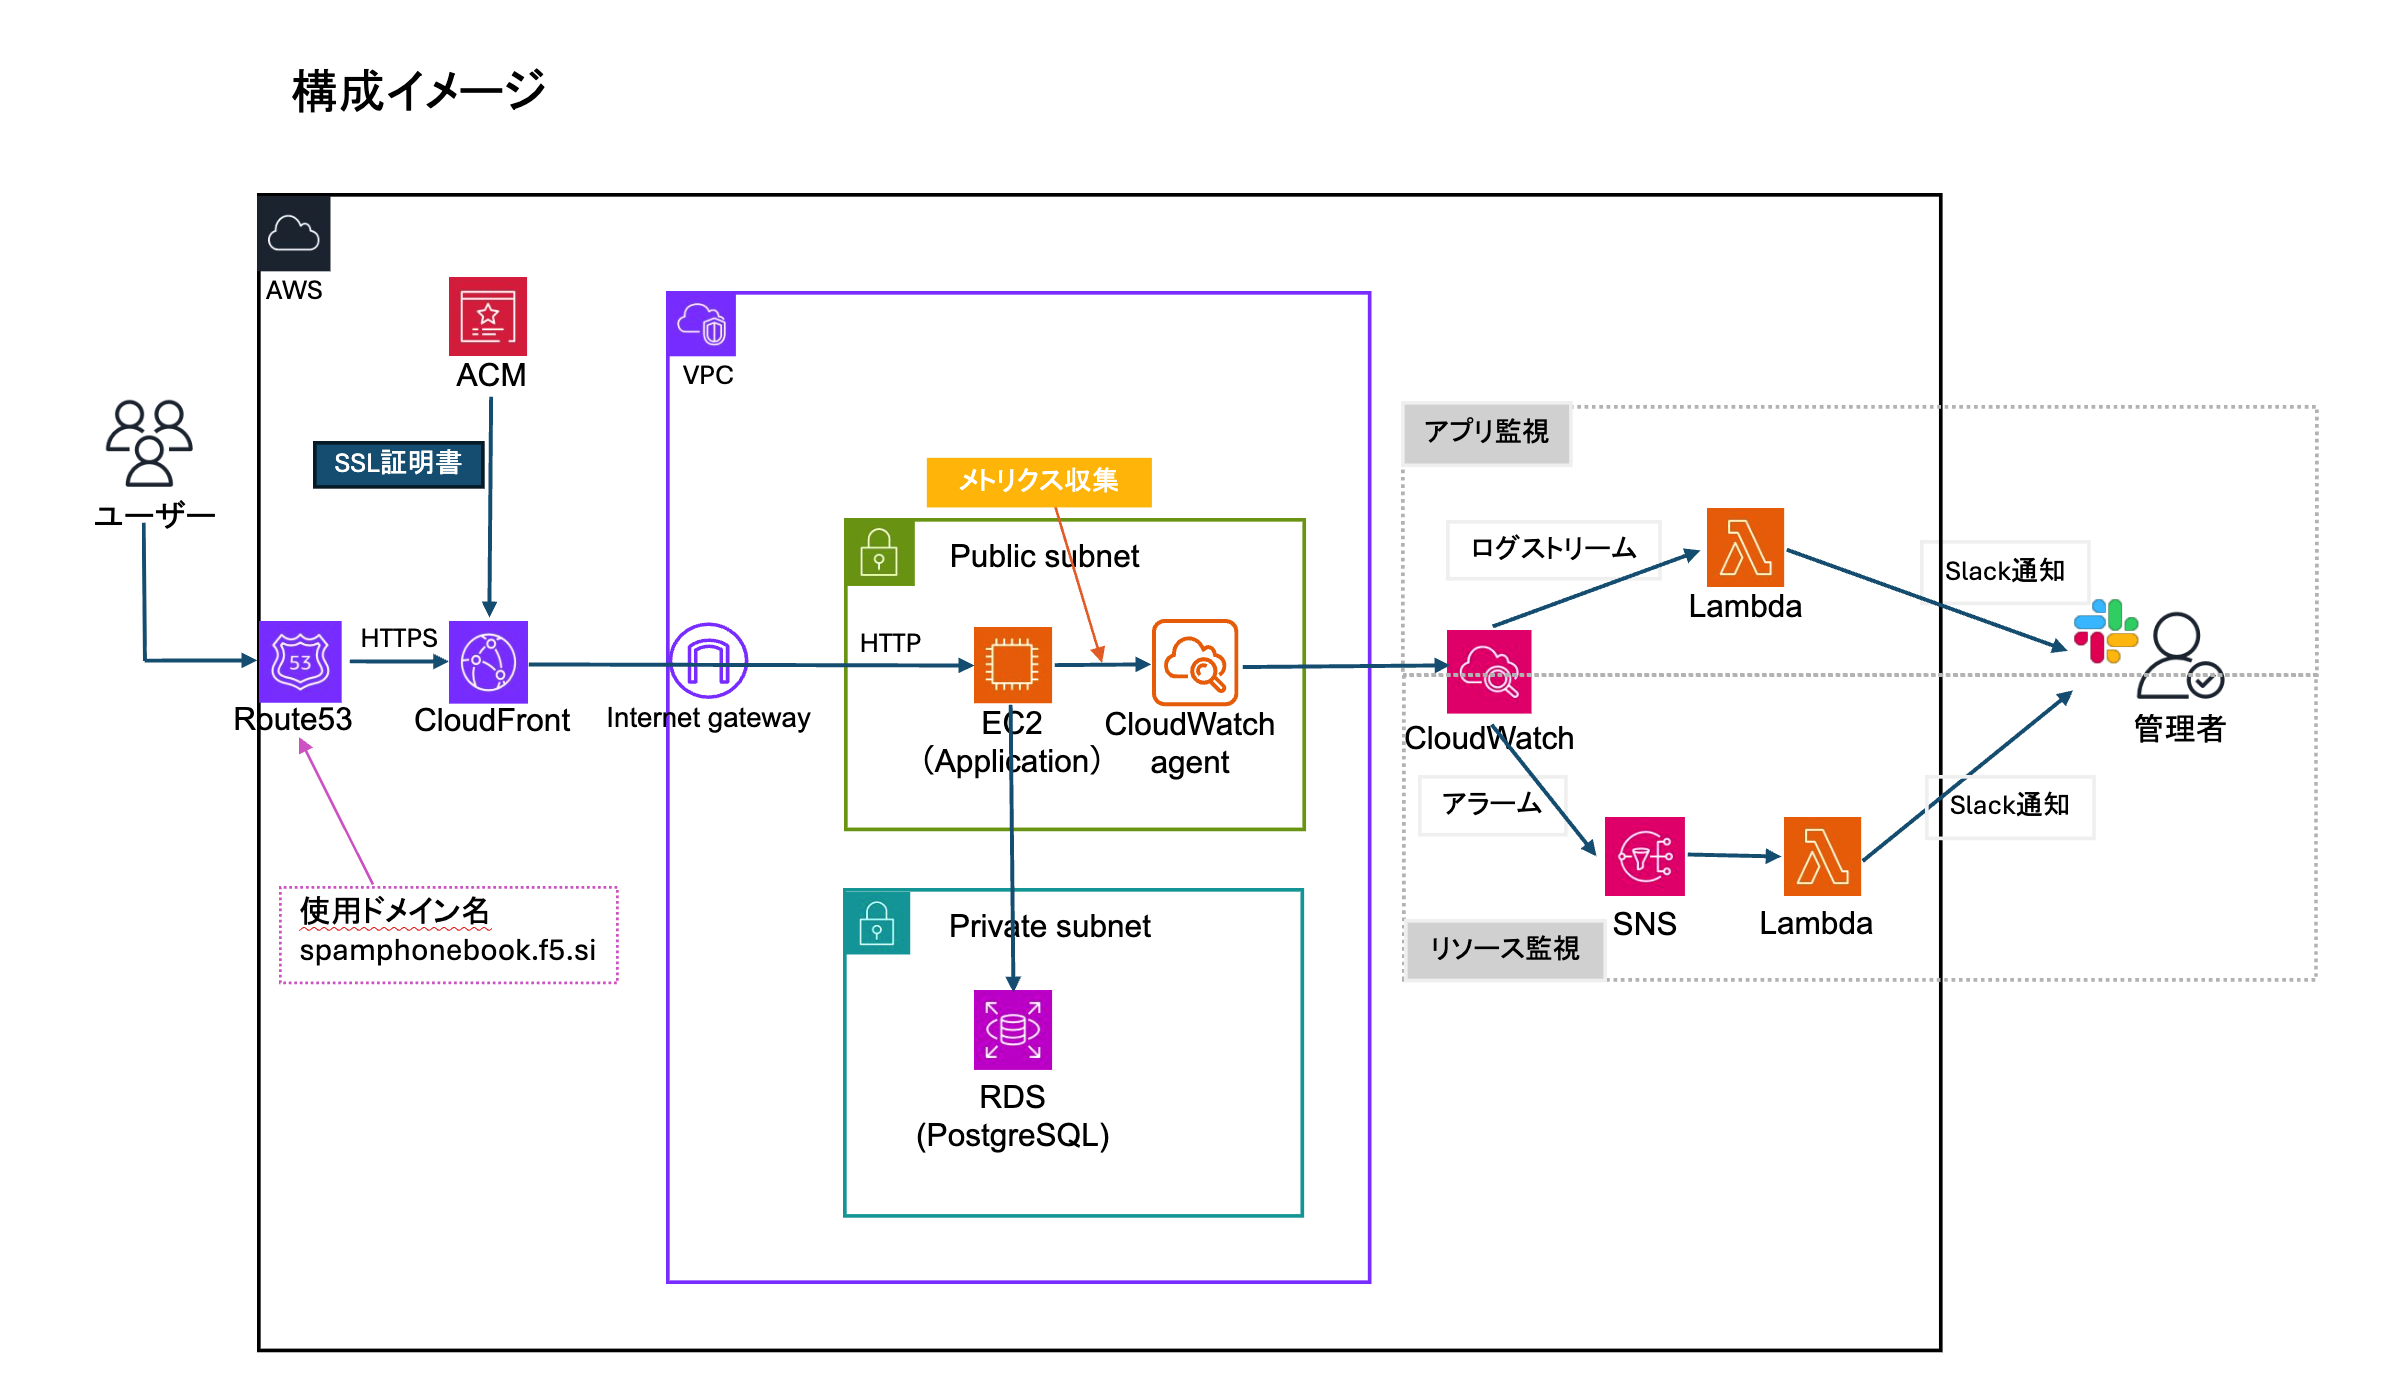 構成イメージ
AWS
ACM
VPC
SSL証明書
ユーザー
メトリクス収集
アプリ監視
Public subnet
ログストリーム
Lambda
Slack通知
53
HTTPS
HTTP
Route53
CloudFront
Internet gateway
EC2
（Application）
CloudWatch
agent
CloudWatch
管理者
アラーム
Slack通知
SNS
Lambda
リソース監視
使用ドメイン名
spamphonebook.f5.si
Private subnet
RDS
(PostgreSQL)